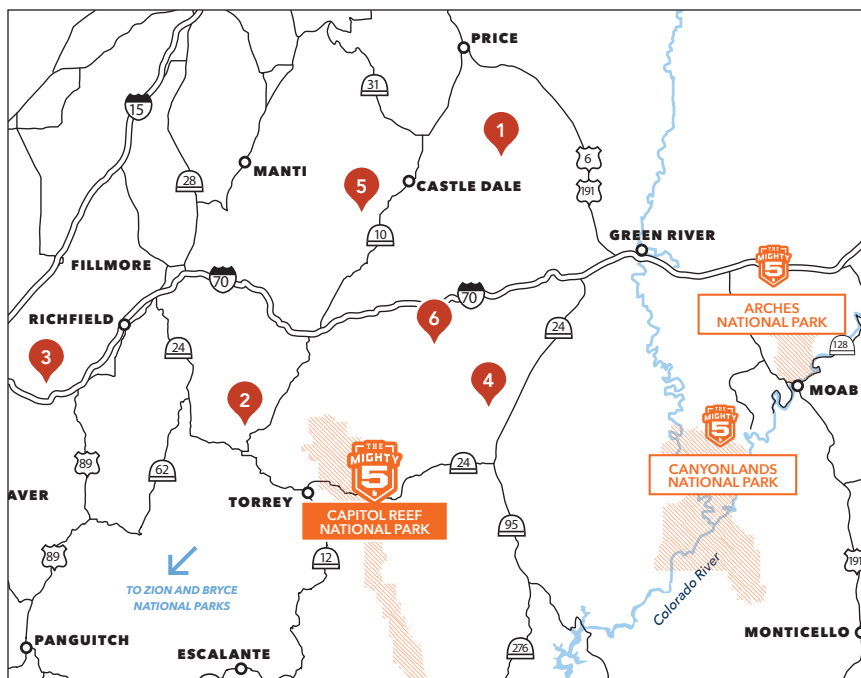 PRICE
31
15
1
6
191
MANTI
28
5
CASTLE DALE
10
GREEN RIVER
FILLMORE
THE
MIGHTY
5
70
70
ARCHES
NATIONAL PARK
RICHFIELD
6
24
128
3
24
4
MOAB
2
THE
MIGHTY
5
THE
MIGHTY
5
89
62
24
CANYONLANDS
NATIONAL PARK
AVER
TORREY
CAPITOL REEF
NATIONAL PARK
95
89
12
191
TO ZION AND BRYCE
NATIONAL PARKS
Colorado River
PANGUITCH
ESCALANTE
276
MONTICELLO